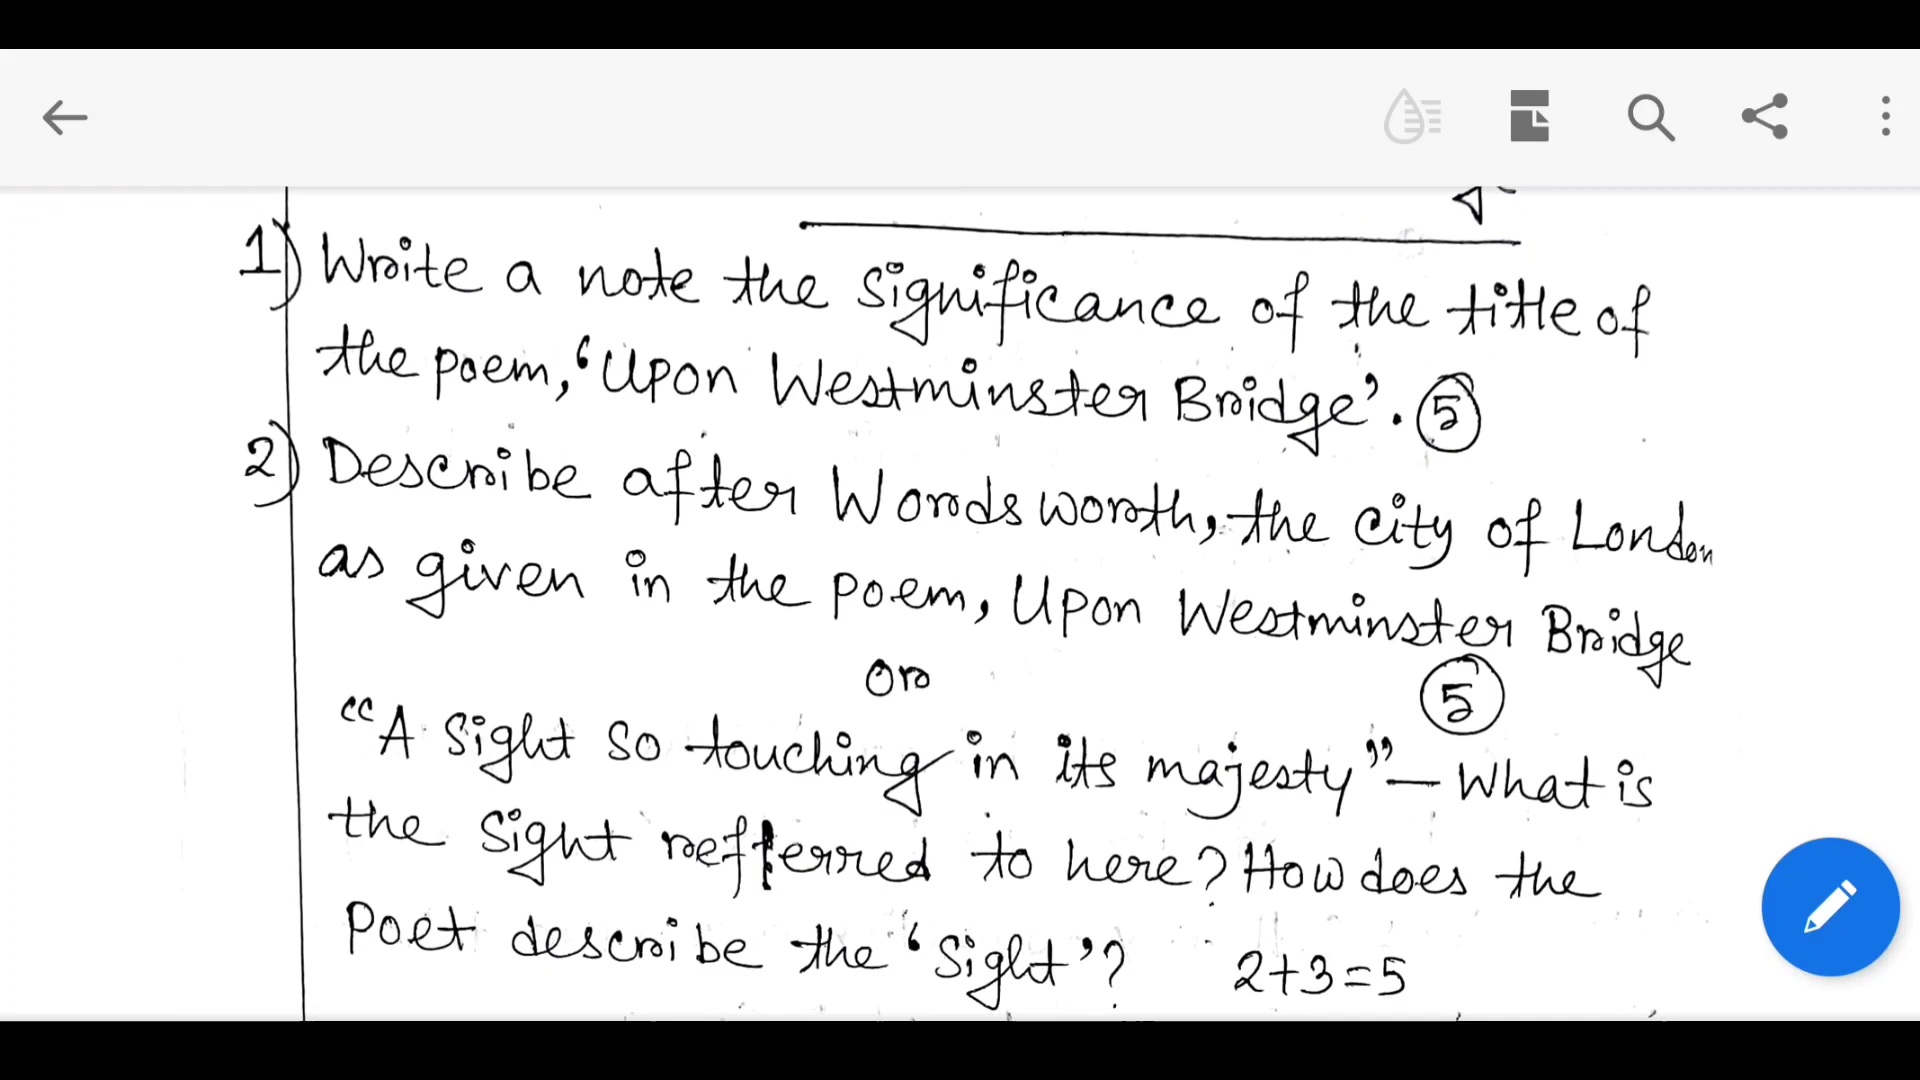 1) Write a note the significance of the title of
the poem, 'Upon Westminster Bridge'. 5
2) Describe after Wordsworth, the city of London
as given in the poem, Upon Westminster Bridge
Or 5
"A sight so touching in its majesty" — What is
the sight refferred to here? How does the
Poet describe the 'sight'? 2+3=5